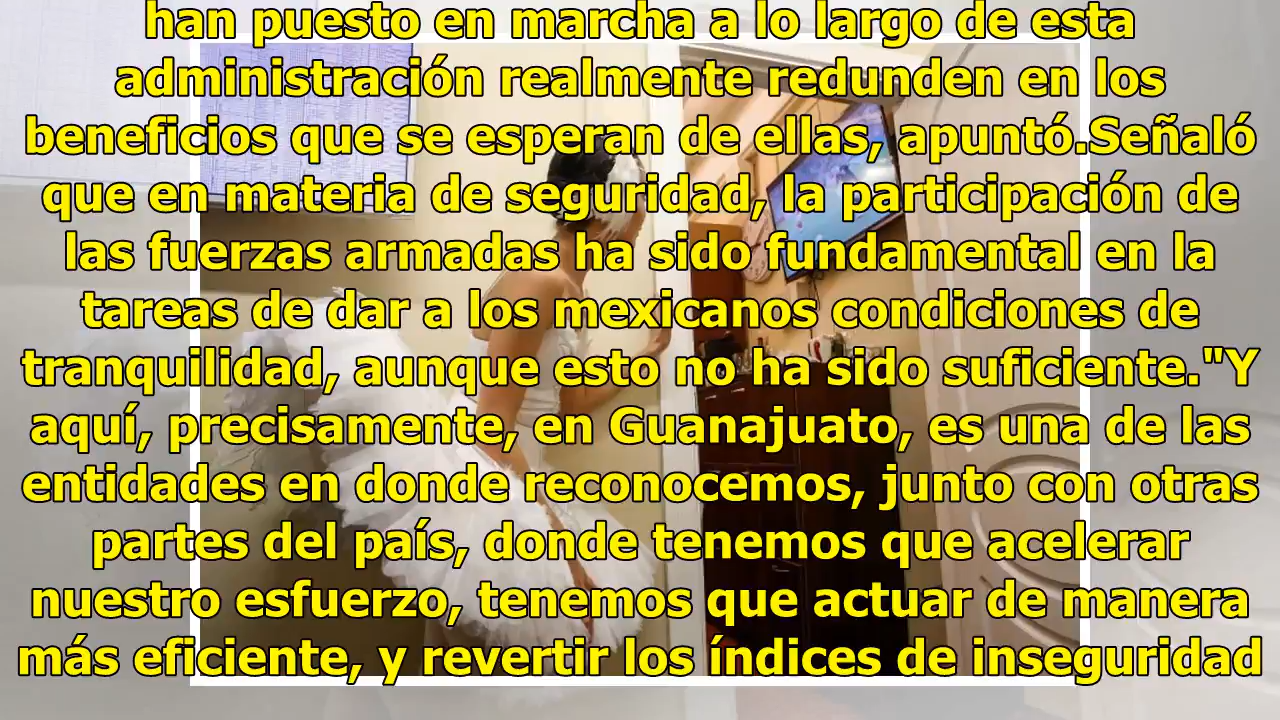 han puesto en marcha a lo largo de esta
administración realmente redunden en los
beneficios que se esperan de ellas, apuntó.Señaló
que en materia de seguridad, la participación de
las fuerzas armadas ha sido fundamental en la
tareas de dar a los mexicanos condiciones de
tranquilidad, aunque esto no ha sido suficiente."Y
aquí, precisamente, en Guanajuato, es una de las
entidades en donde reconocemos, junto con otras
partes del país, donde tenemos que acelerar
nuestro esfuerzo, tenemos que actuar de manera
más eficiente, y revertir los índices de inseguridad